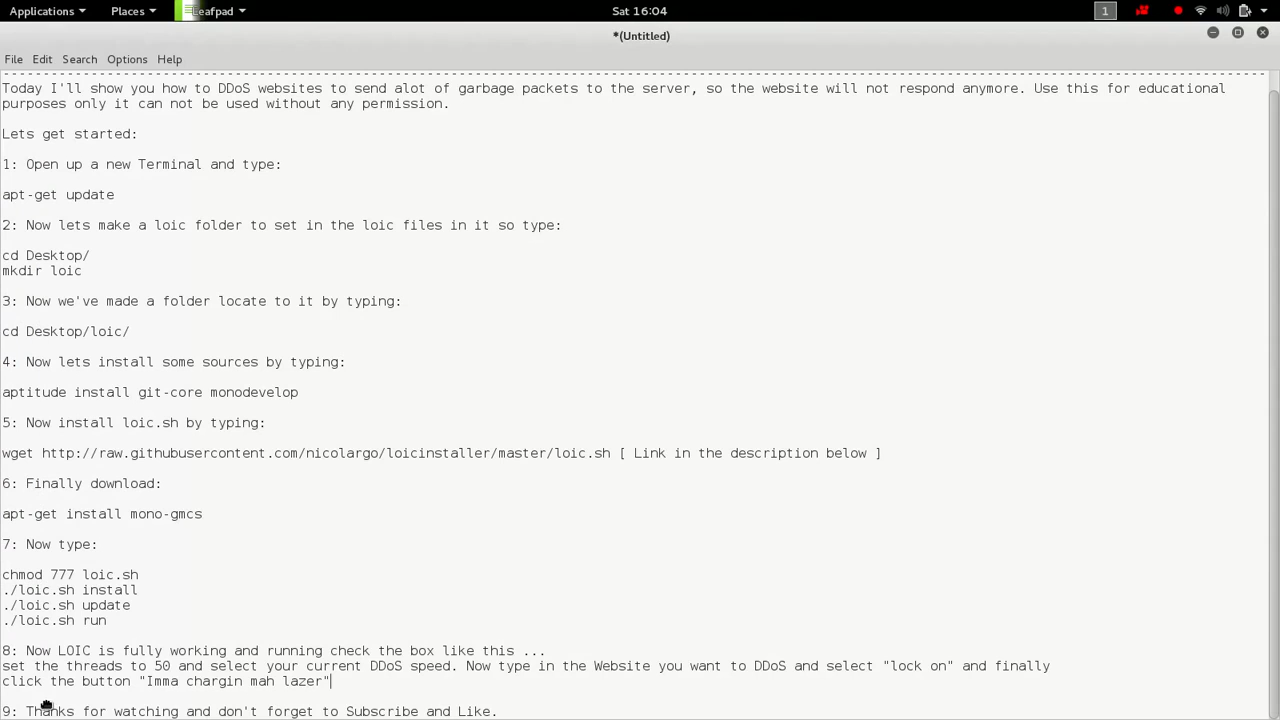 Applications Places Leafpad Sat 16:04 1
*(Untitled)
File Edit Search Options Help
--------------------------------------------------------------------------------------------------------------------------------------------------------------
Today I'll show you how to DDoS websites to send alot of garbage packets to the server, so the website will not respond anymore. Use this for educational
purposes only it can not be used without any permission.
Lets get started:
1: Open up a new Terminal and type:
apt-get update
2: Now lets make a loic folder to set in the loic files in it so type:
cd Desktop/
mkdir loic
3: Now we've made a folder locate to it by typing:
cd Desktop/loic/
4: Now lets install some sources by typing:
aptitude install git-core monodevelop
5: Now install loic.sh by typing:
wget http://raw.githubusercontent.com/nicolargo/loicinstaller/master/loic.sh [ Link in the description below ]
6: Finally download:
apt-get install mono-gmcs
7: Now type:
chmod 777 loic.sh
./loic.sh install
./loic.sh update
./loic.sh run
8: Now LOIC is fully working and running check the box like this ...
set the threads to 50 and select your current DDoS speed. Now type in the Website you want to DDoS and select "lock on" and finally
click the button "Imma chargin mah lazer"
9: Thanks for watching and don't forget to Subscribe and Like.